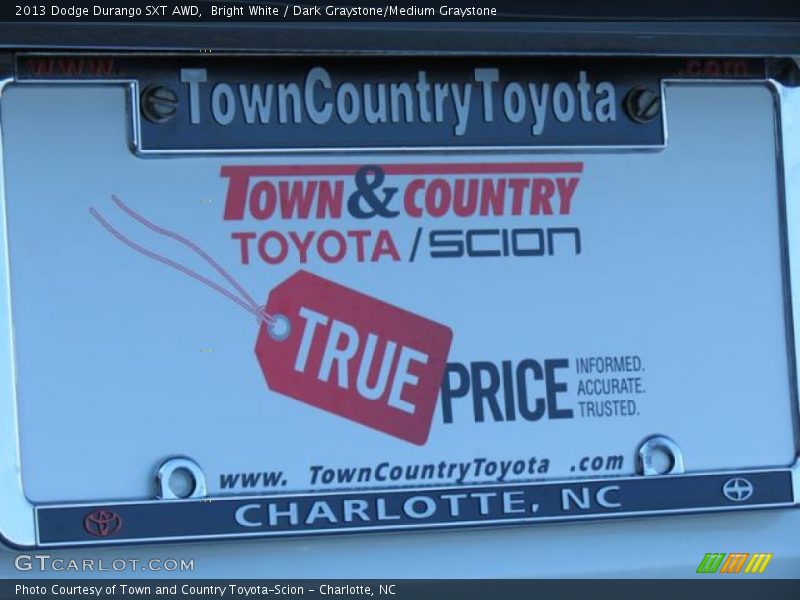 2013 Dodge Durango SXT AWD, Bright White / Dark Graystone/Medium Graystone
www. .com
TownCountryToyota
TOWN & COUNTRY
TOYOTA / SCION
TRUE PRICE
INFORMED.
ACCURATE.
TRUSTED.
www. TownCountryToyota .com
CHARLOTTE, NC
GTCARLOT.COM
Photo Courtesy of Town and Country Toyota-Scion - Charlotte, NC